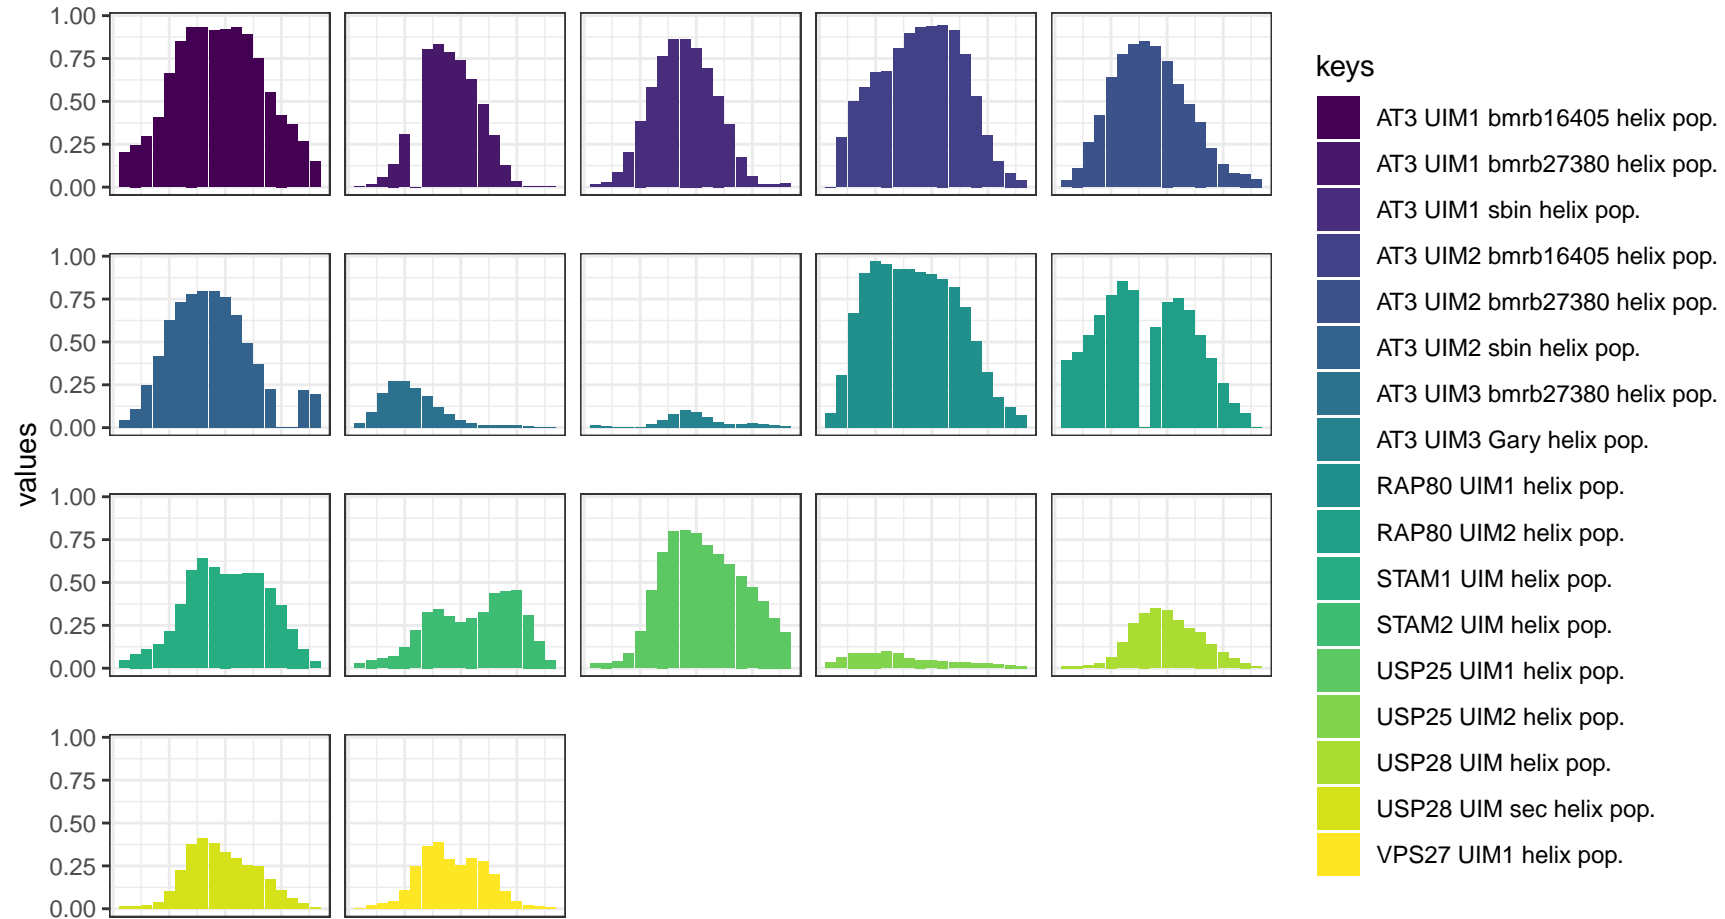 1.00
0.75
0.50
0.25
0.00
1.00
0.75
0.50
0.25
0.00
1.00
0.75
0.50
0.25
0.00
1.00
0.75
0.50
0.25
0.00
values
keys
AT3 UIM1 bmrb16405 helix pop.
AT3 UIM1 bmrb27380 helix pop.
AT3 UIM1 sbin helix pop.
AT3 UIM2 bmrb16405 helix pop.
AT3 UIM2 bmrb27380 helix pop.
AT3 UIM2 sbin helix pop.
AT3 UIM3 bmrb27380 helix pop.
AT3 UIM3 Gary helix pop.
RAP80 UIM1 helix pop.
RAP80 UIM2 helix pop.
STAM1 UIM helix pop.
STAM2 UIM helix pop.
USP25 UIM1 helix pop.
USP25 UIM2 helix pop.
USP28 UIM helix pop.
USP28 UIM sec helix pop.
VPS27 UIM1 helix pop.